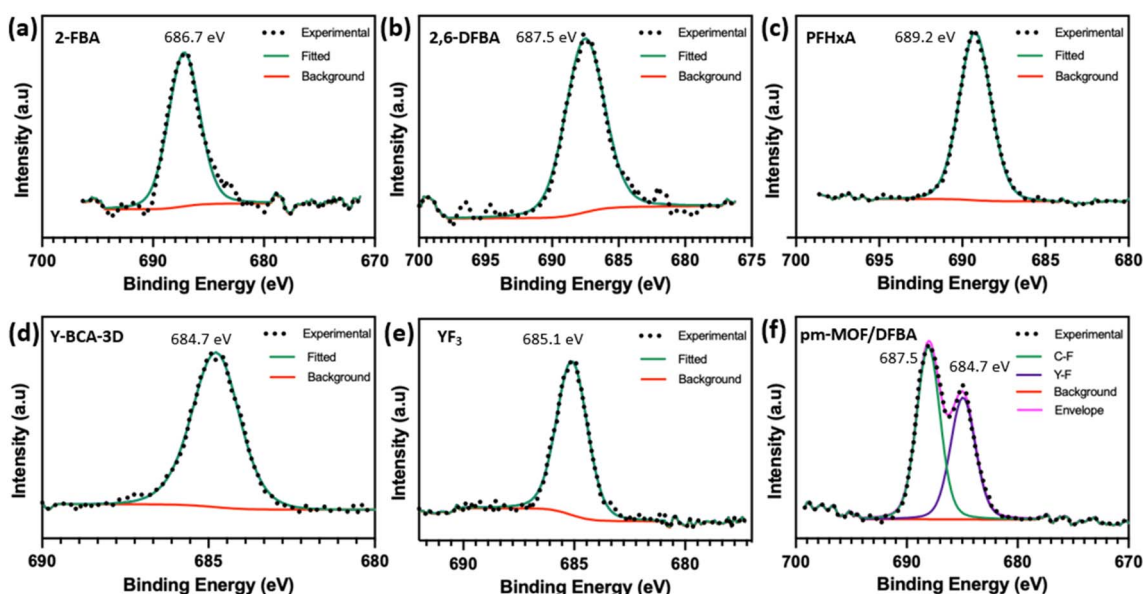 (a)
2-FBA
686.7 eV
Experimental
Fitted
Background
Intensity (a.u)
700 690 680 670
Binding Energy (eV)
(b)
2,6-DFBA
687.5 eV
Experimental
Fitted
Background
Intensity (a.u)
700 695 690 685 680 675
Binding Energy (eV)
(c)
PFHxA
689.2 eV
Experimental
Fitted
Background
Intensity (a.u)
700 695 690 685 680
Binding Energy (eV)
(d)
Y-BCA-3D
684.7 eV
Experimental
Fitted
Background
Intensity (a.u)
690 685 680
Binding Energy (eV)
(e)
YF₃
685.1 eV
Experimental
Fitted
Background
Intensity (a.u)
690 685 680
Binding Energy (eV)
(f)
pm-MOF/DFBA
687.5
684.7 eV
Experimental
C-F
Y-F
Background
Envelope
Intensity (a.u)
700 690 680 670
Binding Energy (eV)